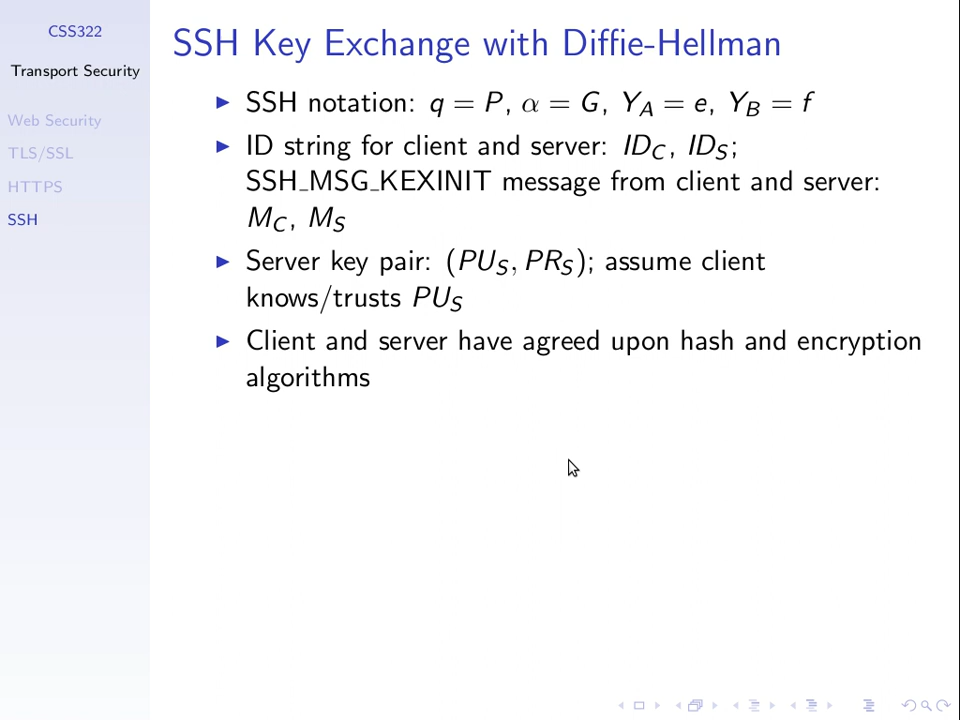 CSS322
Transport Security
Web Security
TLS/SSL
HTTPS
SSH
SSH Key Exchange with Diffie-Hellman
▶ SSH notation: q = P, α = G, Y_A = e, Y_B = f
▶ ID string for client and server: ID_C, ID_S;
SSH_MSG_KEXINIT message from client and server:
M_C, M_S
▶ Server key pair: (PU_S, PR_S); assume client
knows/trusts PU_S
▶ Client and server have agreed upon hash and encryption
algorithms